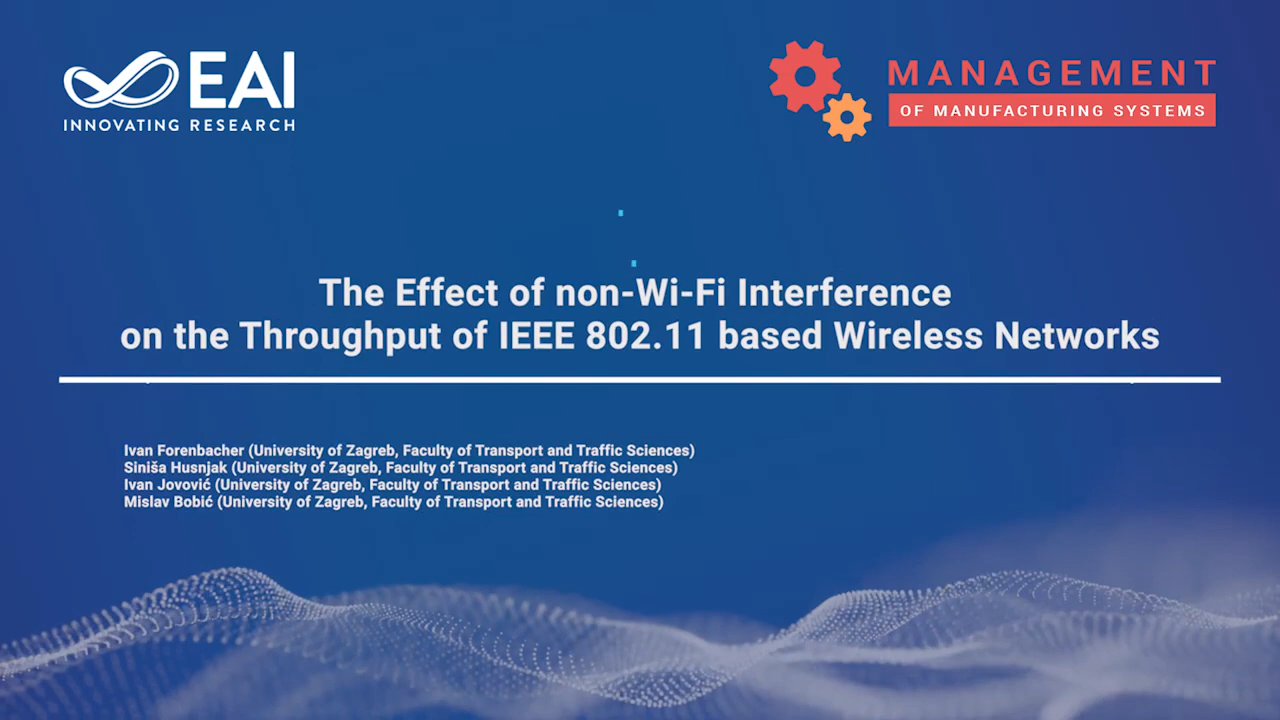 EAI
INNOVATING RESEARCH
MANAGEMENT
OF MANUFACTURING SYSTEMS
The Effect of non-Wi-Fi Interference
on the Throughput of IEEE 802.11 based Wireless Networks
Ivan Forenbacher (University of Zagreb, Faculty of Transport and Traffic Sciences)
Siniša Husnjak (University of Zagreb, Faculty of Transport and Traffic Sciences)
Ivan Jovović (University of Zagreb, Faculty of Transport and Traffic Sciences)
Mislav Bobić (University of Zagreb, Faculty of Transport and Traffic Sciences)